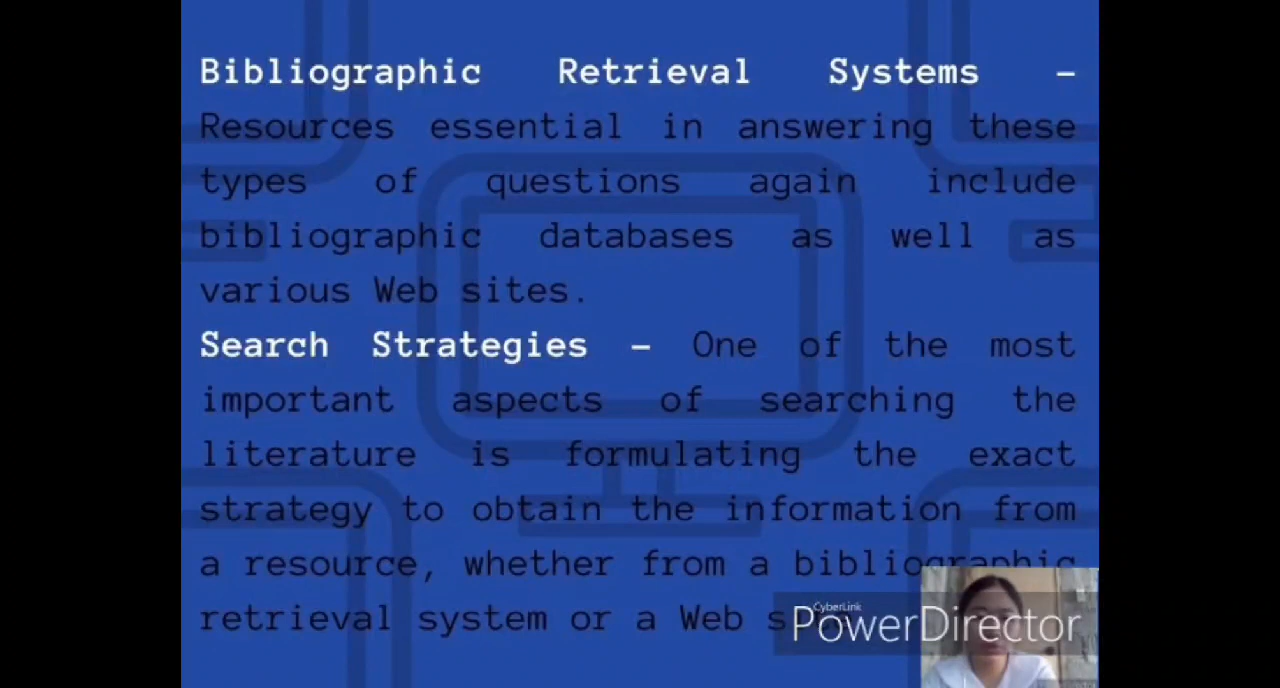 Bibliographic Retrieval Systems –
Resources essential in answering these
types of questions again include
bibliographic databases as well as
various Web sites.
Search Strategies – One of the most
important aspects of searching the
literature is formulating the exact
strategy to obtain the information from
a resource, whether from a bibliographic
retrieval system or a Web
CyberLink
PowerDirector